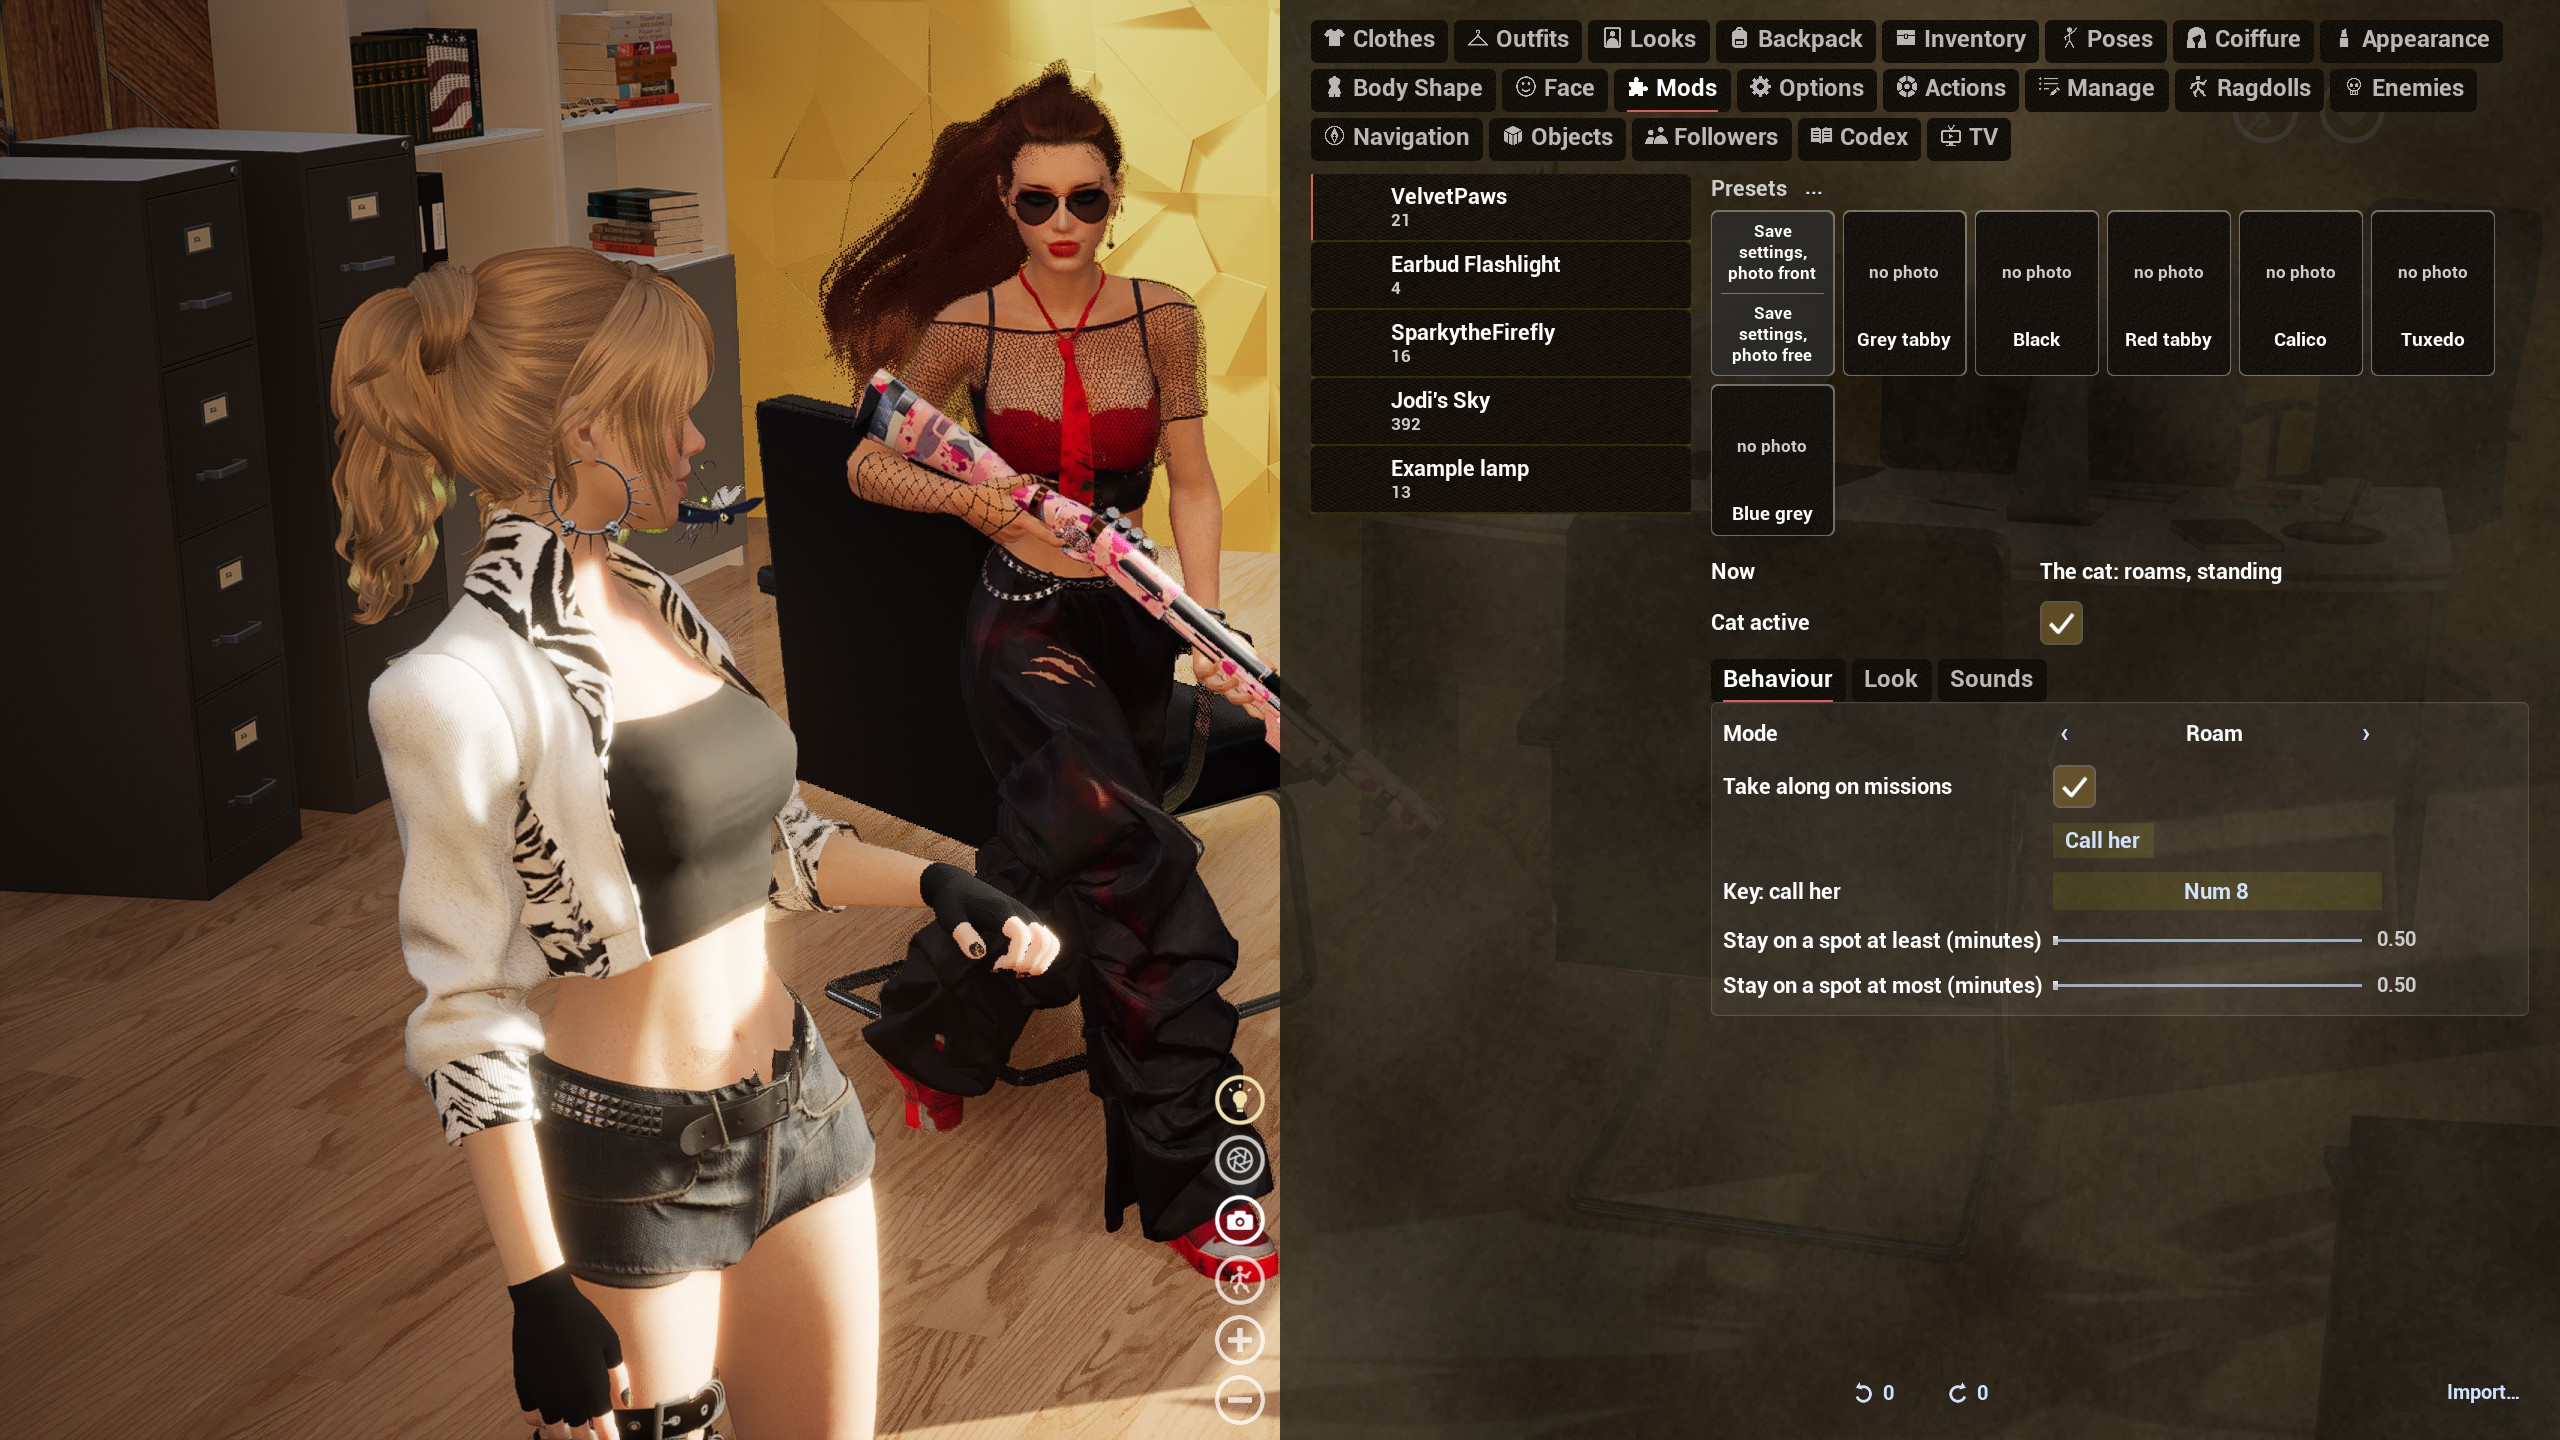 Clothes
Outfits
Looks
Backpack
Inventory
Poses
Coiffure
Appearance
Body Shape
Face
Mods
Options
Actions
Manage
Ragdolls
Enemies
Navigation
Objects
Followers
Codex
TV
VelvetPaws
21
Earbud Flashlight
4
SparkytheFirefly
16
Jodi's Sky
392
Example lamp
13
Presets ...
Save
settings,
photo front
Save
settings,
photo free
no photo
Grey tabby
no photo
Black
no photo
Red tabby
no photo
Calico
no photo
Tuxedo
no photo
Blue grey
Now
The cat: roams, standing
Cat active
Behaviour
Look
Sounds
Mode
‹ Roam ›
Take along on missions
Call her
Key: call her
Num 8
Stay on a spot at least (minutes)
0.50
Stay on a spot at most (minutes)
0.50
0
0
Import...